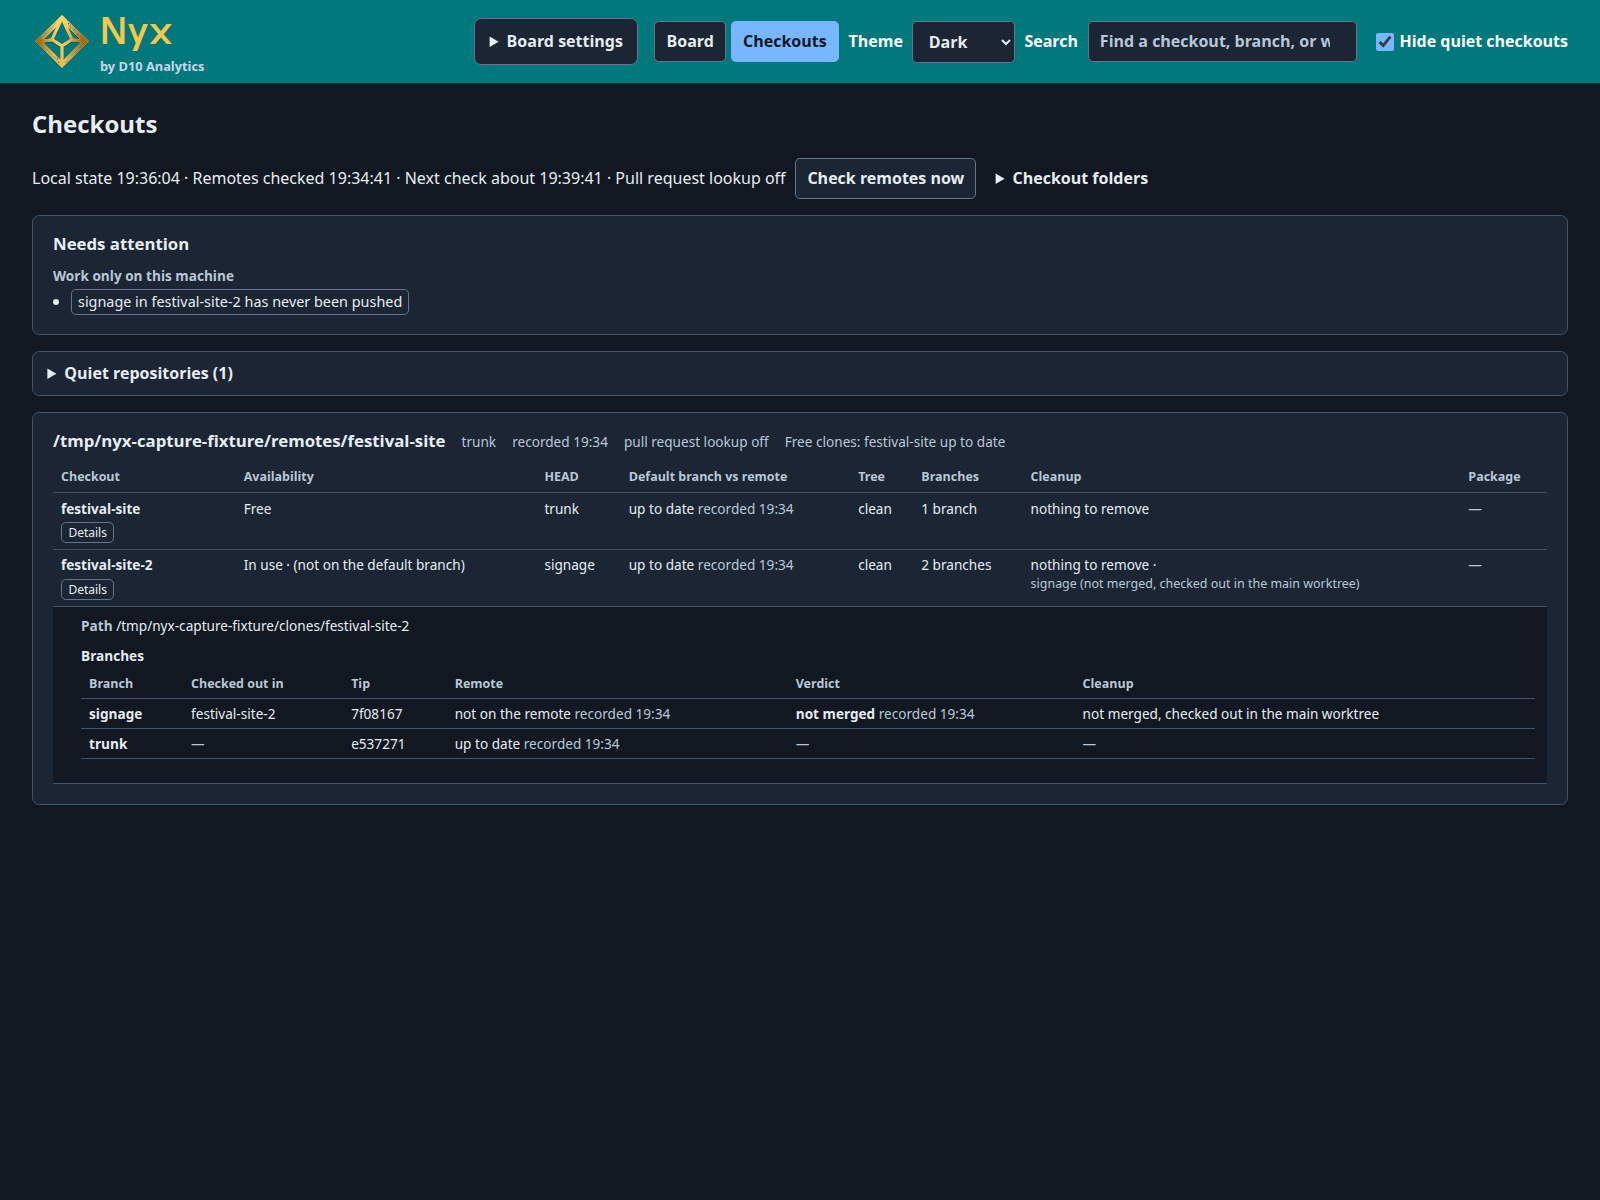 Nyx
by D10 Analytics
▶ Board settings
Board
Checkouts
Theme
Dark
Search
Find a checkout, branch, or w
Hide quiet checkouts
Checkouts
Local state 19:36:04 · Remotes checked 19:34:41 · Next check about 19:39:41 · Pull request lookup off
Check remotes now
▶ Checkout folders
Needs attention
Work only on this machine
• signage in festival-site-2 has never been pushed
▶ Quiet repositories (1)
/tmp/nyx-capture-fixture/remotes/festival-site trunk recorded 19:34 pull request lookup off Free clones: festival-site up to date
Checkout Availability HEAD Default branch vs remote Tree Branches Cleanup Package
festival-site Free trunk up to date recorded 19:34 clean 1 branch nothing to remove —
Details
festival-site-2 In use · (not on the default branch) signage up to date recorded 19:34 clean 2 branches nothing to remove · —
signage (not merged, checked out in the main worktree)
Details
Path /tmp/nyx-capture-fixture/clones/festival-site-2
Branches
Branch Checked out in Tip Remote Verdict Cleanup
signage festival-site-2 7f08167 not on the remote recorded 19:34 not merged recorded 19:34 not merged, checked out in the main worktree
trunk — e537271 up to date recorded 19:34 — —